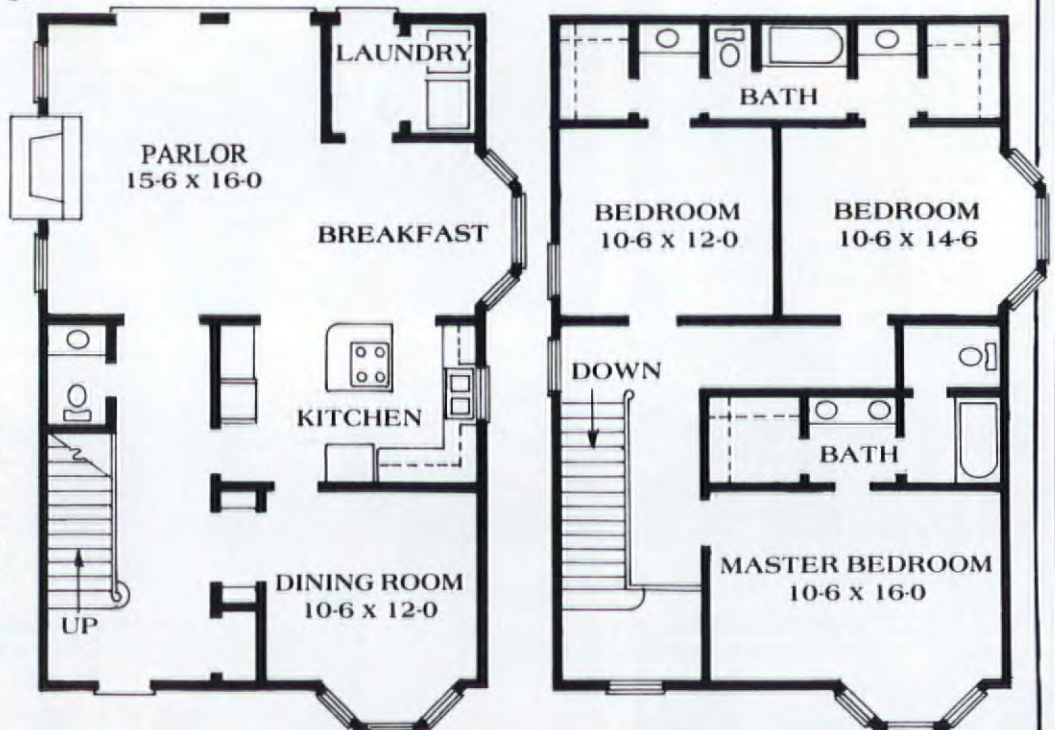 LAUNDRY
PARLOR
15-6 X 16-0
BREAKFAST
KITCHEN
DINING ROOM
10-6 X 12-0
UP
BATH
BEDROOM
10-6 X 12-0
BEDROOM
10-6 X 14-6
DOWN
BATH
MASTER BEDROOM
10-6 X 16-0